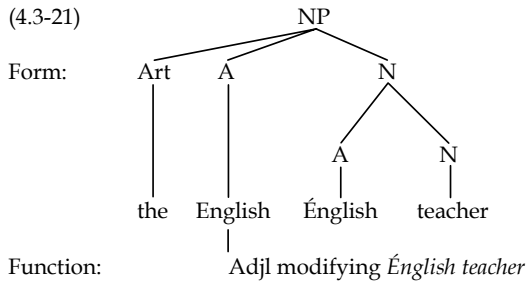 (4.3-21) NP
Form: Art A N
A N
the English Énglish teacher
Function: Adjl modifying Énglish teacher